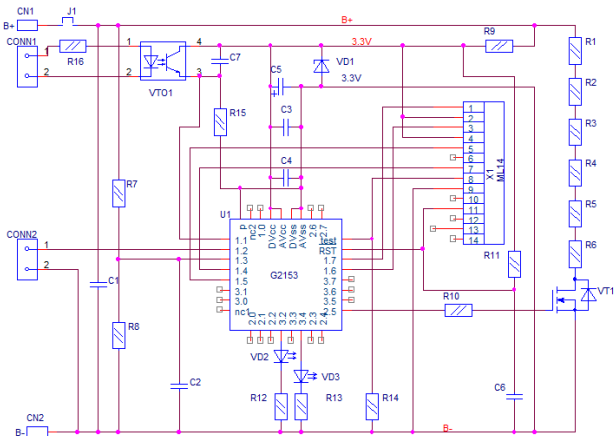 CN1
J1
B+
B+
CONN1
1
2
R16
1
2
4
3
VTO1
C7
3.3V
R9
C5
+
VD1
3.3V
C3
C4
R15
R1
R2
R3
R4
R5
R6
1
2
3
4
5
6
7
8
9
10
11
12
13
14
X1
ML14
R7
U1
P
nc2
1.0
DVcc
AVcc
DVss
AVss
2.6
2.7
1.1
1.2
1.3
1.4
1.5
3.1
3.0
nc1
G2153
test
RST
1.7
1.6
3.7
3.6
3.5
2.5
2.0
2.1
2.2
3.2
3.3
3.4
2.3
2.4
CONN2
1
2
C1
R8
C2
R11
R10
VT1
VD2
VD3
R12
R13
R14
C6
CN2
B-
B-